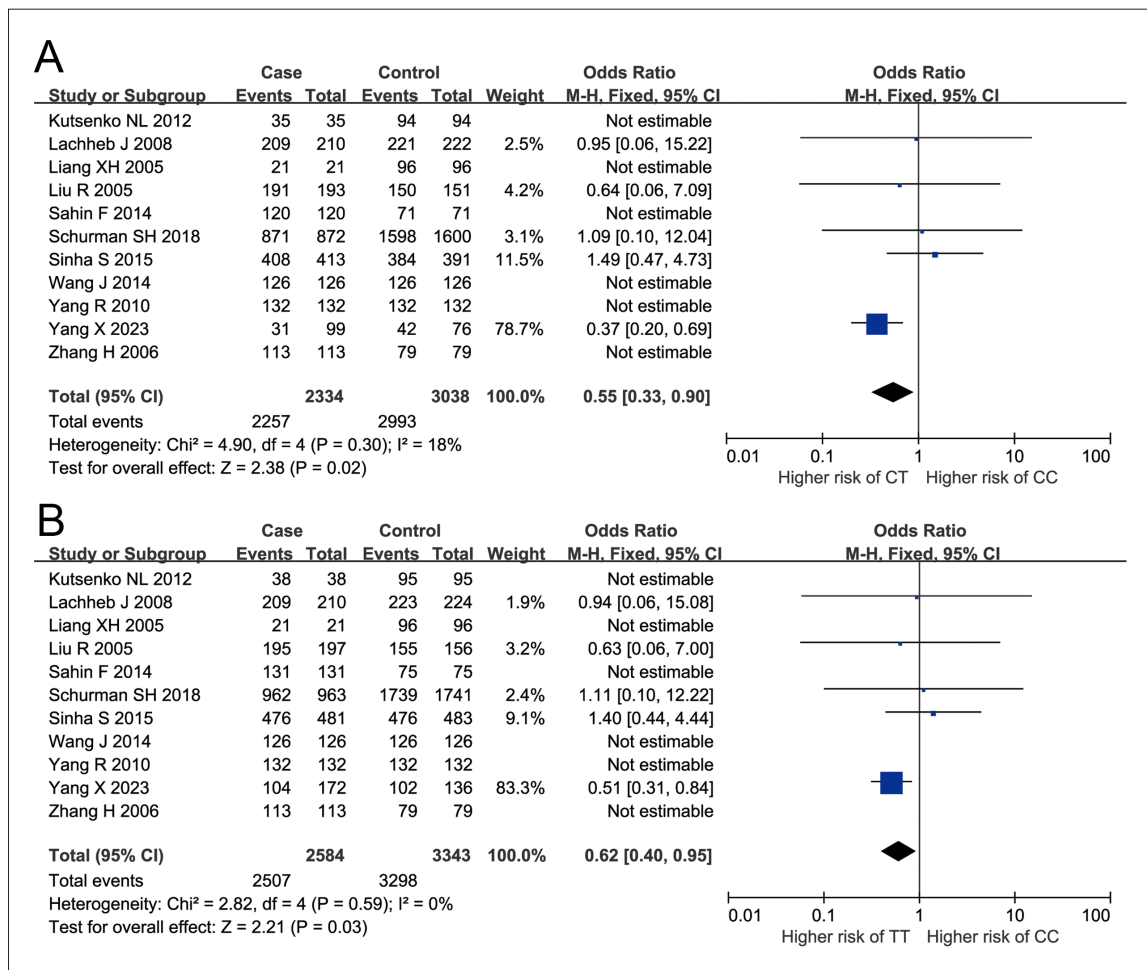 A
Case Control Odds Ratio Odds Ratio
Study or Subgroup Events Total Events Total Weight M-H, Fixed, 95% CI M-H, Fixed, 95% CI
Kutsenko NL 2012 35 35 94 94 Not estimable
Lachheb J 2008 209 210 221 222 2.5% 0.95 [0.06, 15.22]
Liang XH 2005 21 21 96 96 Not estimable
Liu R 2005 191 193 150 151 4.2% 0.64 [0.06, 7.09]
Sahin F 2014 120 120 71 71 Not estimable
Schurman SH 2018 871 872 1598 1600 3.1% 1.09 [0.10, 12.04]
Sinha S 2015 408 413 384 391 11.5% 1.49 [0.47, 4.73]
Wang J 2014 126 126 126 126 Not estimable
Yang R 2010 132 132 132 132 Not estimable
Yang X 2023 31 99 42 76 78.7% 0.37 [0.20, 0.69]
Zhang H 2006 113 113 79 79 Not estimable
Total (95% CI) 2334 3038 100.0% 0.55 [0.33, 0.90]
Total events 2257 2993
Heterogeneity: Chi² = 4.90, df = 4 (P = 0.30); I² = 18%
Test for overall effect: Z = 2.38 (P = 0.02)
0.01 0.1 1 10 100
Higher risk of CT Higher risk of CC
B
Case Control Odds Ratio Odds Ratio
Study or Subgroup Events Total Events Total Weight M-H, Fixed, 95% CI M-H, Fixed, 95% CI
Kutsenko NL 2012 38 38 95 95 Not estimable
Lachheb J 2008 209 210 223 224 1.9% 0.94 [0.06, 15.08]
Liang XH 2005 21 21 96 96 Not estimable
Liu R 2005 195 197 155 156 3.2% 0.63 [0.06, 7.00]
Sahin F 2014 131 131 75 75 Not estimable
Schurman SH 2018 962 963 1739 1741 2.4% 1.11 [0.10, 12.22]
Sinha S 2015 476 481 476 483 9.1% 1.40 [0.44, 4.44]
Wang J 2014 126 126 126 126 Not estimable
Yang R 2010 132 132 132 132 Not estimable
Yang X 2023 104 172 102 136 83.3% 0.51 [0.31, 0.84]
Zhang H 2006 113 113 79 79 Not estimable
Total (95% CI) 2584 3343 100.0% 0.62 [0.40, 0.95]
Total events 2507 3298
Heterogeneity: Chi² = 2.82, df = 4 (P = 0.59); I² = 0%
Test for overall effect: Z = 2.21 (P = 0.03)
0.01 0.1 1 10 100
Higher risk of TT Higher risk of CC